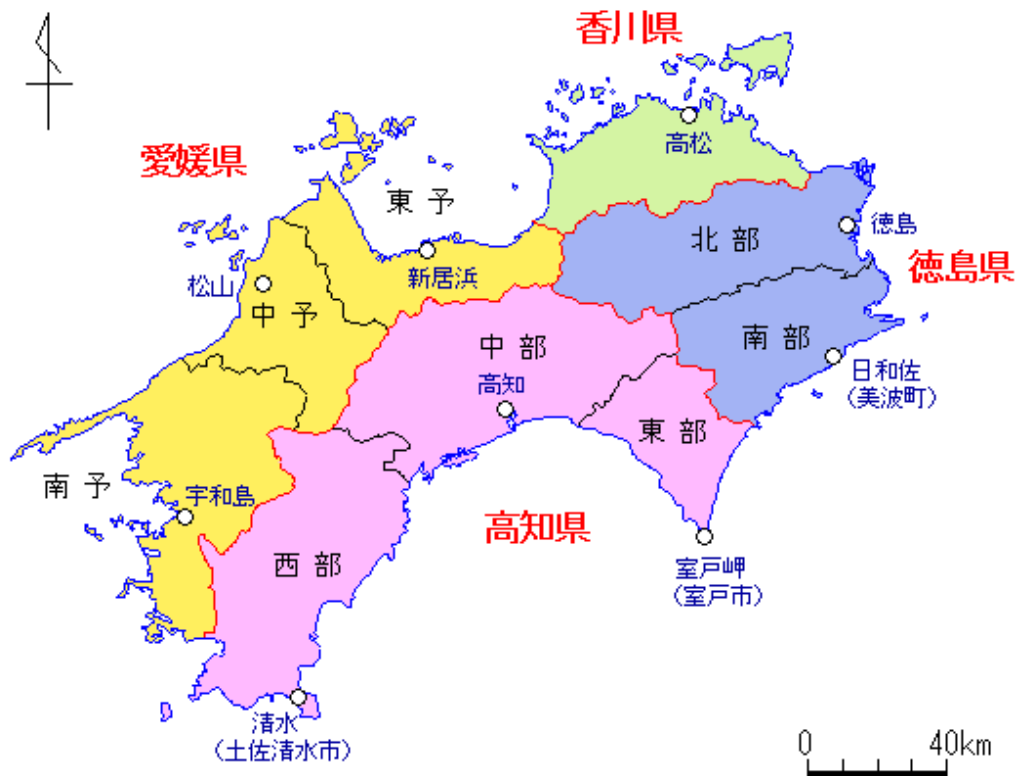 香川県
高松
愛媛県
東予
徳島
北部
徳島県
新居浜
松山
中予
南部
中部
日和佐
(美波町)
高知
東部
南予
宇和島
高知県
西部
室戸岬
(室戸市)
清水
(土佐清水市)
0 40km